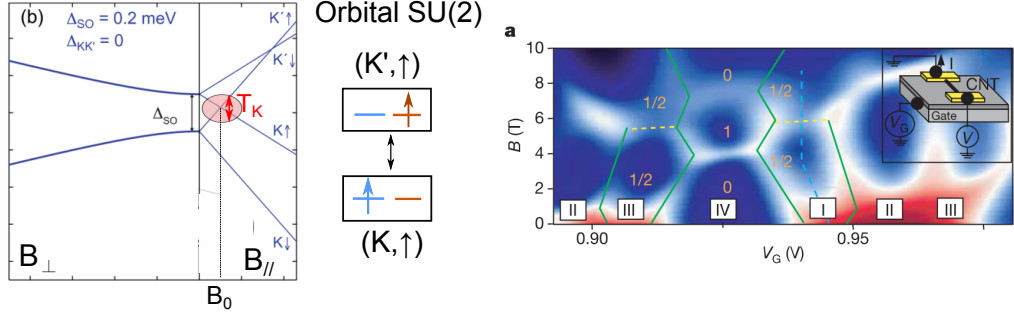 (b)
Δ_SO = 0.2 meV
Δ_KK' = 0
K'↑
K'↓
T_K
Δ_SO
K↑
K↓
B_⊥
B_//
B_0
Orbital SU(2)
(K',↑)
(K,↑)
a
10
8
6
4
2
0
B (T)
0
1/2
1/2
1
1/2
1/2
0
II
III
IV
I
II
III
0.90
0.95
V_G (V)
I
CNT
V_G
Gate
V